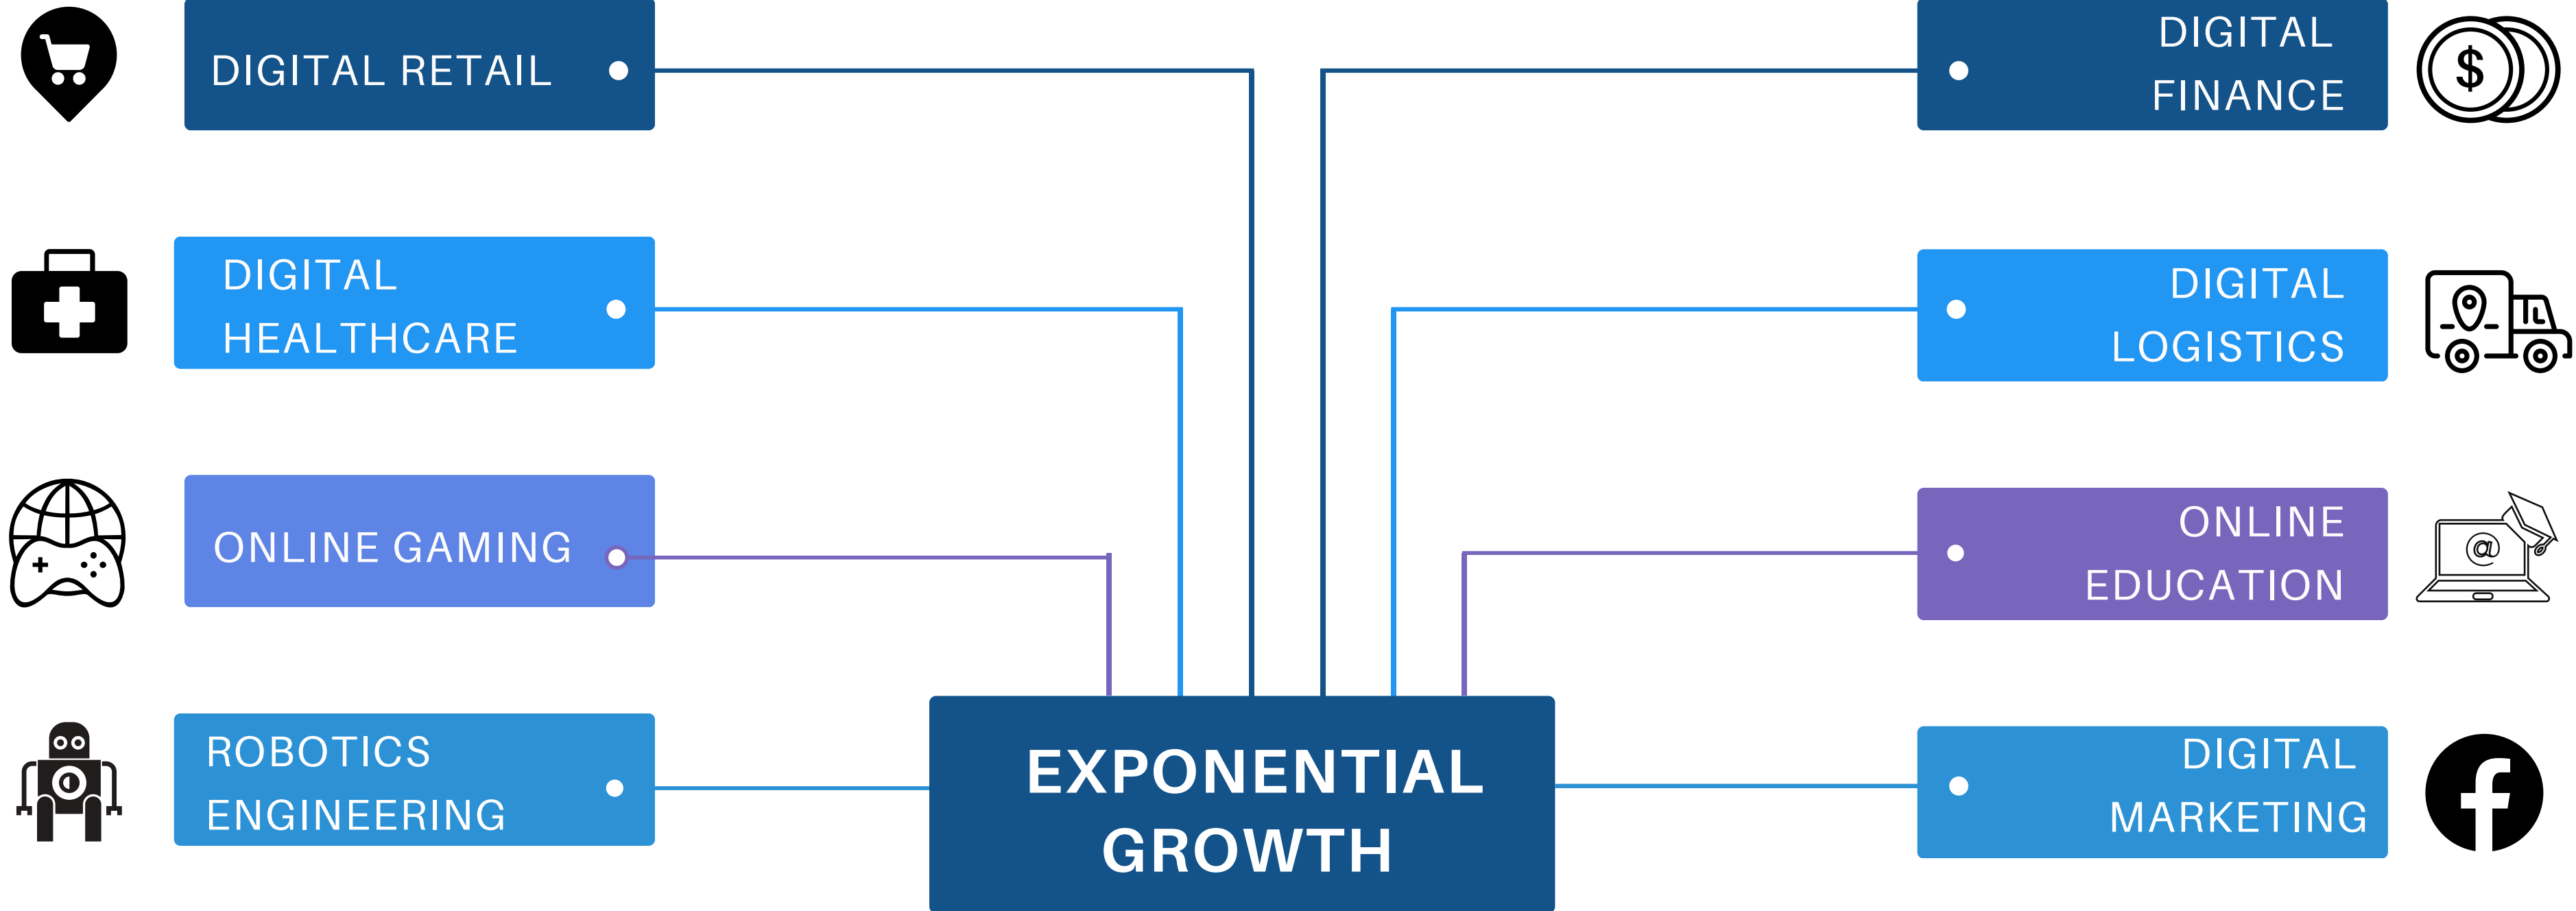 DIGITAL RETAIL
DIGITAL
HEALTHCARE
ONLINE GAMING
ROBOTICS
ENGINEERING
EXPONENTIAL
GROWTH
DIGITAL
FINANCE
$
DIGITAL
LOGISTICS
ONLINE
EDUCATION
@
DIGITAL
MARKETING
f